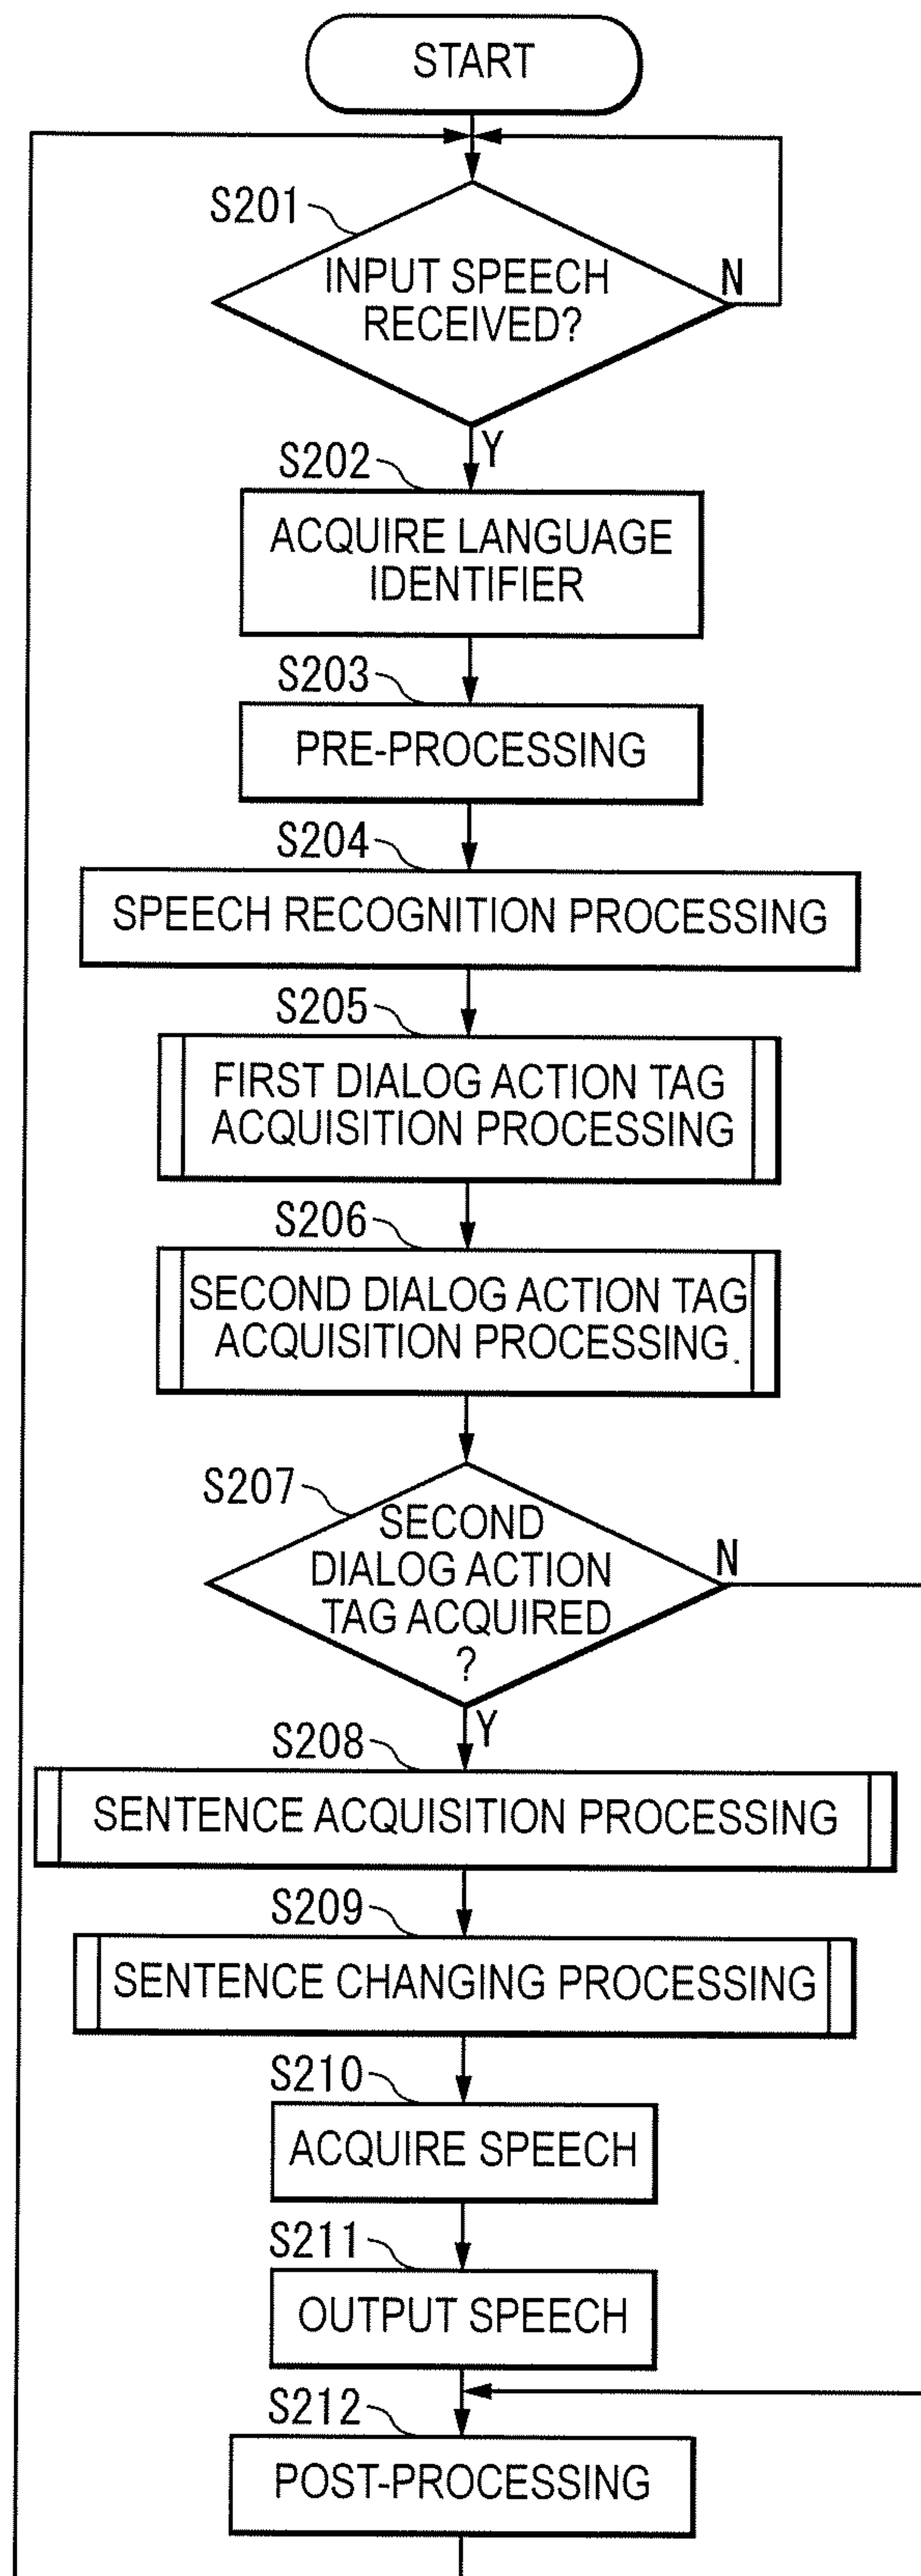 START
S201
INPUT SPEECH
RECEIVED?
N
Y
S202
ACQUIRE LANGUAGE
IDENTIFIER
S203
PRE-PROCESSING
S204
SPEECH RECOGNITION PROCESSING
S205
FIRST DIALOG ACTION TAG
ACQUISITION PROCESSING
S206
SECOND DIALOG ACTION TAG
ACQUISITION PROCESSING
S207
SECOND
DIALOG ACTION
TAG ACQUIRED
?
N
Y
S208
SENTENCE ACQUISITION PROCESSING
S209
SENTENCE CHANGING PROCESSING
S210
ACQUIRE SPEECH
S211
OUTPUT SPEECH
S212
POST-PROCESSING